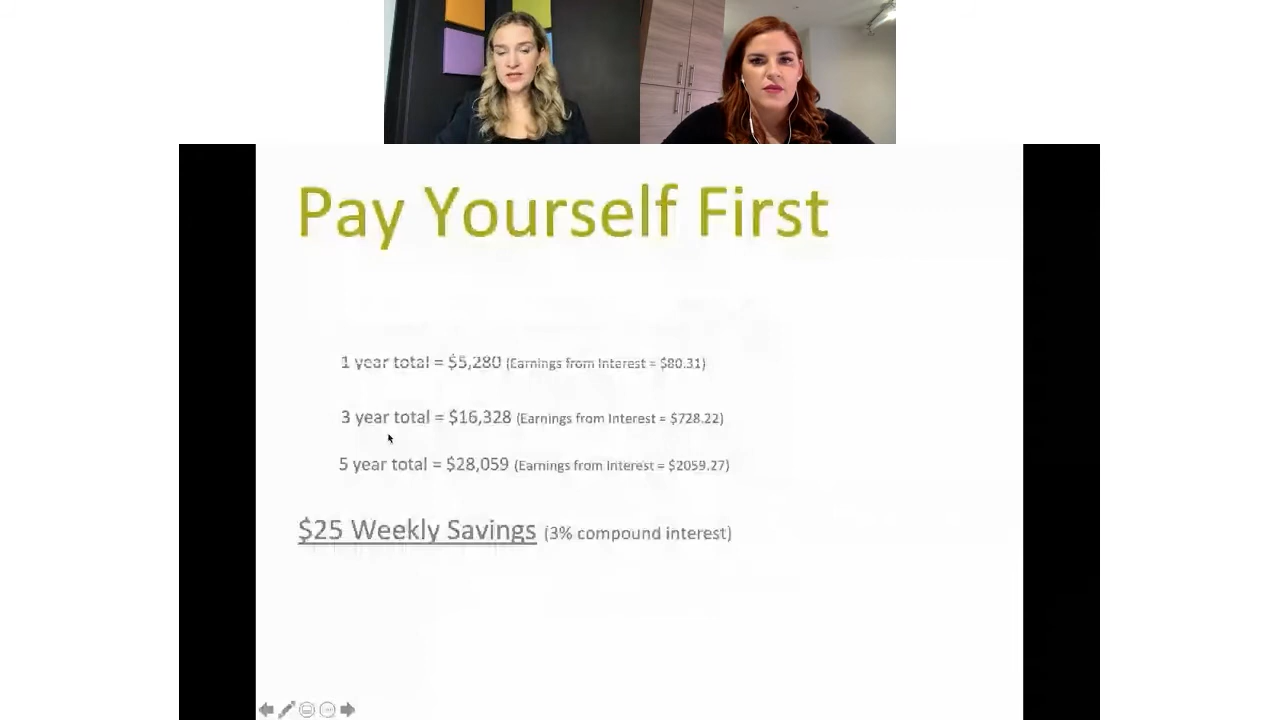 Pay Yourself First
1 year total = $5,280 (Earnings from Interest = $80.31)
3 year total = $16,328 (Earnings from Interest = $728.22)
5 year total = $28,059 (Earnings from Interest = $2059.27)
$25 Weekly Savings (3% compound interest)